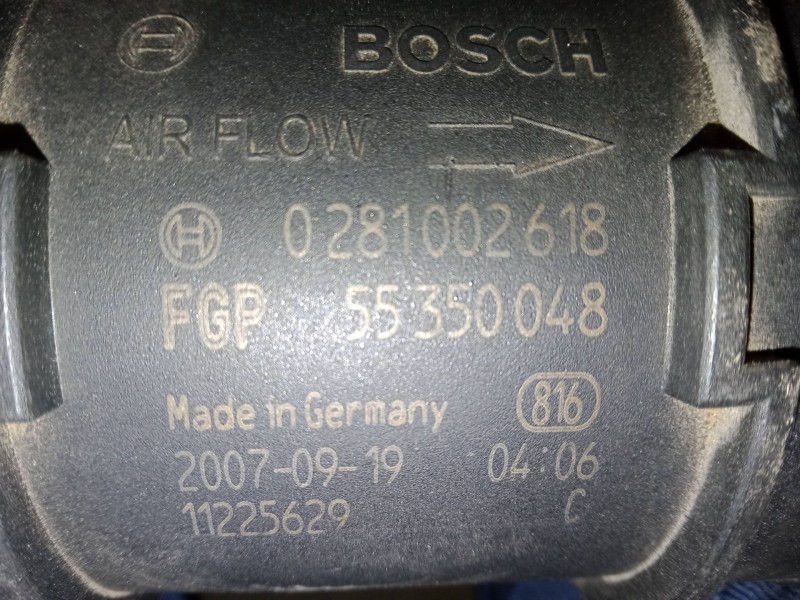 BOSCH
AIR FLOW
0 281 002 618
FGP 55 350 048
Made in Germany 816
2007-09-19 04:06
11225629 C